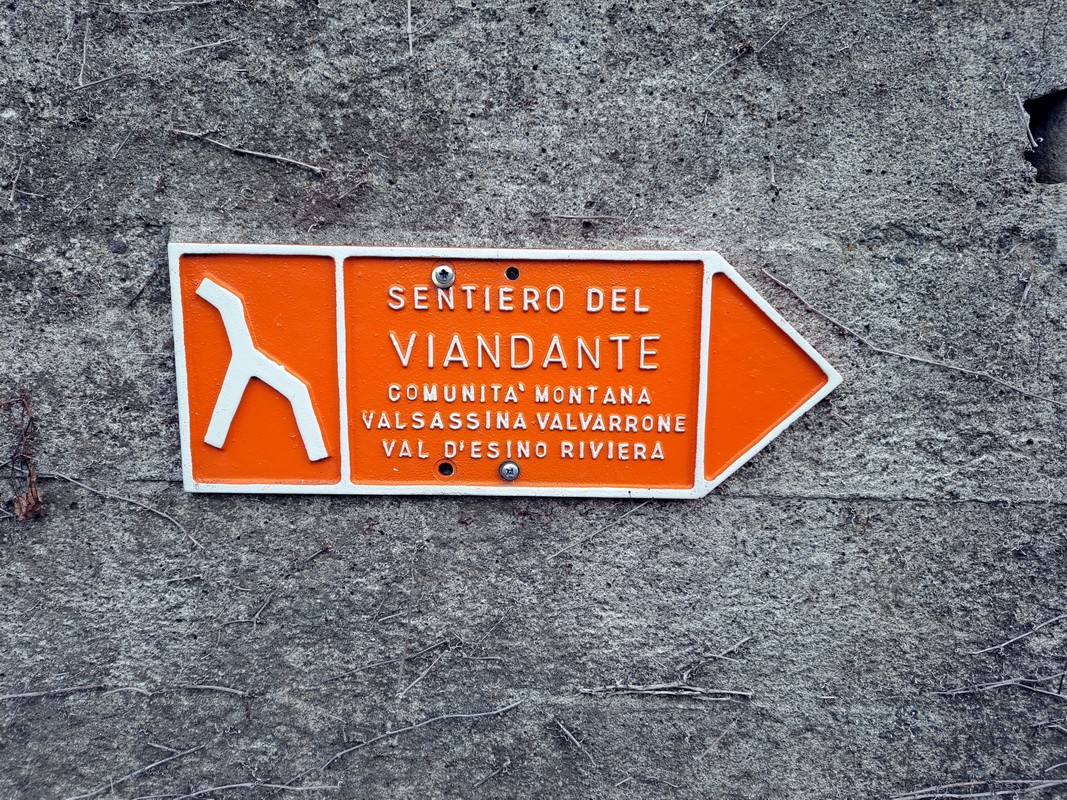 SENTIERO DEL
VIANDANTE
COMUNITA' MONTANA
VALSASSINA VALVARRONE
VAL D'ESINO RIVIERA